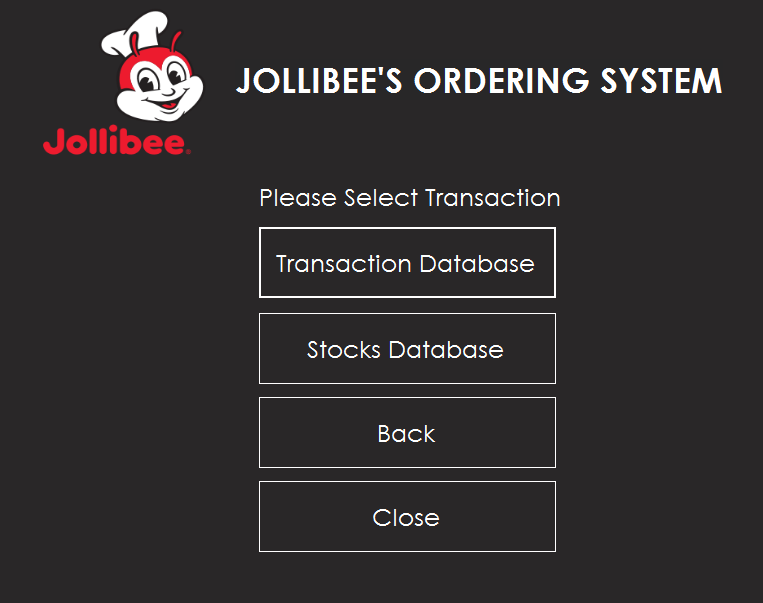 JOLLIBEE'S ORDERING SYSTEM
Jollibee®
Please Select Transaction
Transaction Database
Stocks Database
Back
Close